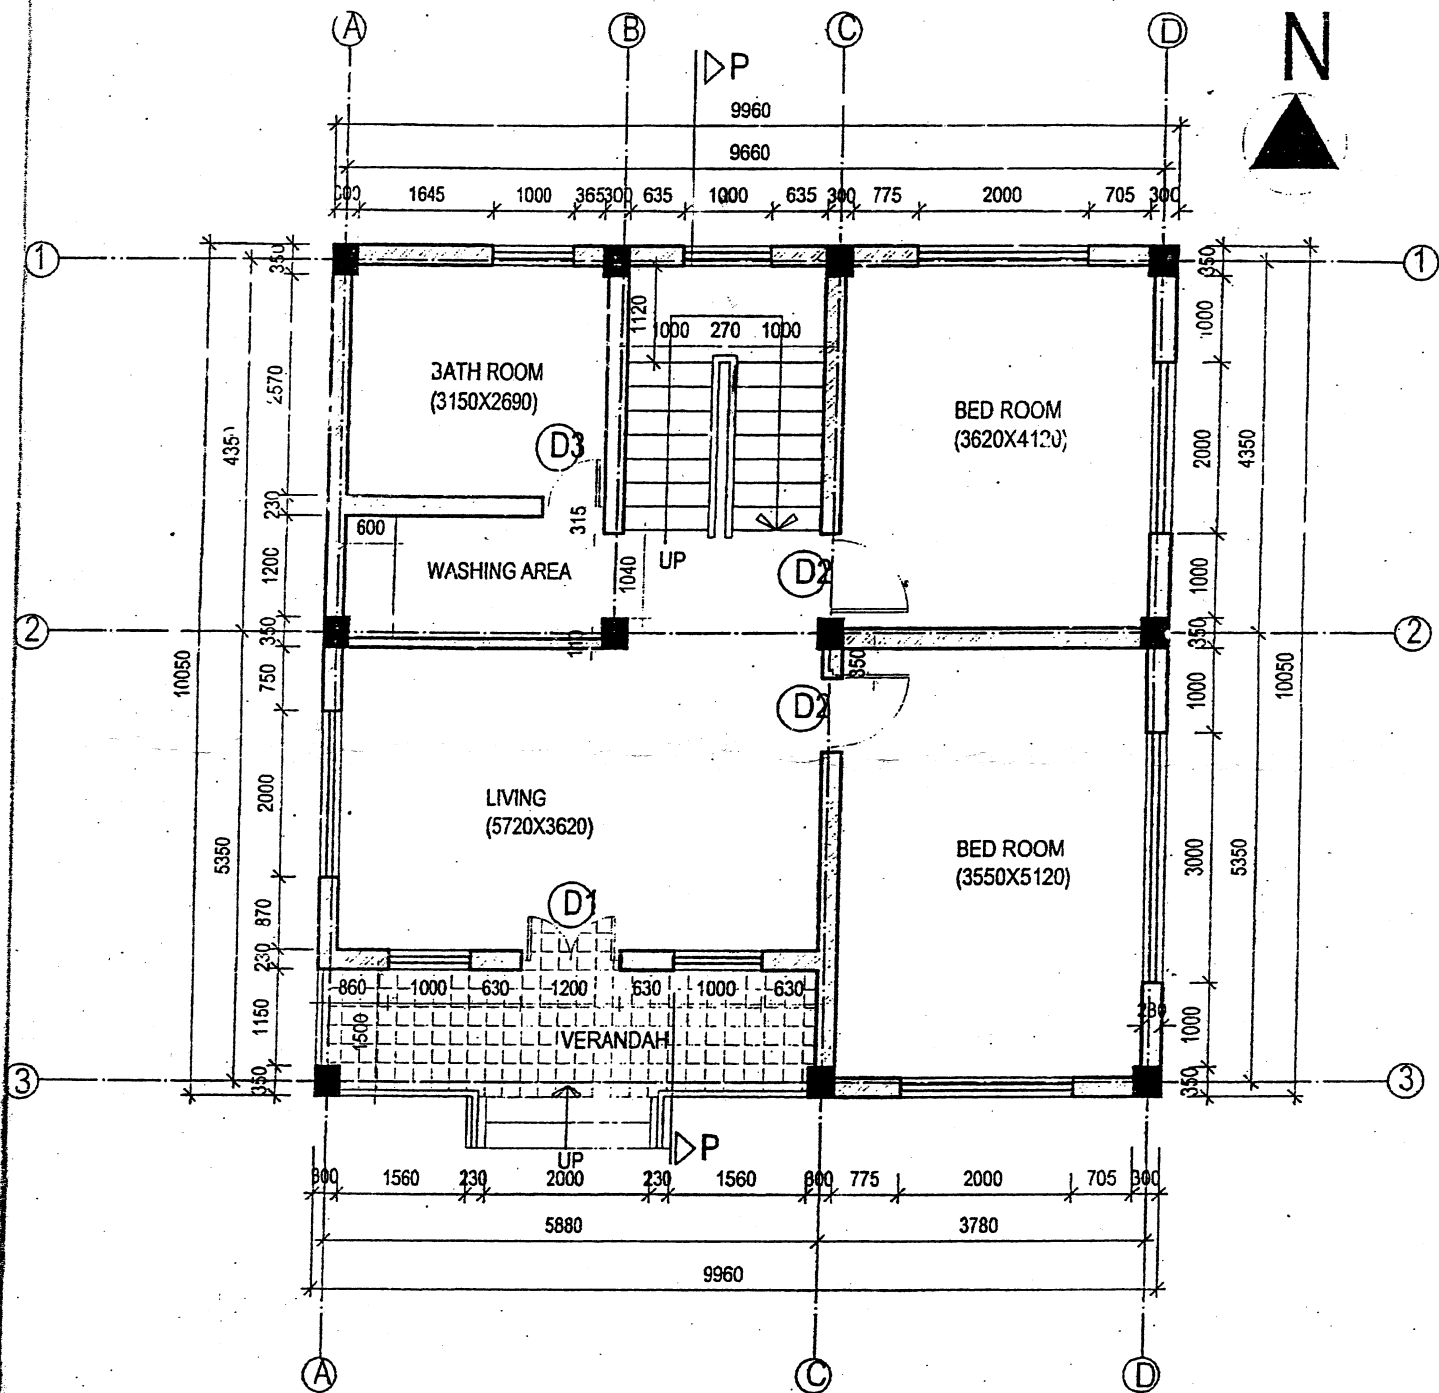 A B C D N
P
9960
9660
1645 1000 365 300 635 1000 635 300 775 2000 705 300
1 1
350 350
1120 1000 270 1000
1000
BATH ROOM
(3150X2690)
BED ROOM
(3620X4120)
4350 2000 4350
D3
230
600 315
UP
WASHING AREA
1200 1040 1000
D2
2 2
350 350
110
350
10050 750 1000 10050
D2
2000
LIVING
(5720X3620)
5350 3000 5350
BED ROOM
(3550X5120)
D1
870
230
860 1000 630 1200 630 1000 630
1150 1500 1000
VERANDAH
3 3
350 350
P
UP
300 1560 230 2000 230 1560 300 775 2000 705 300
5880 3780
9960
A C D